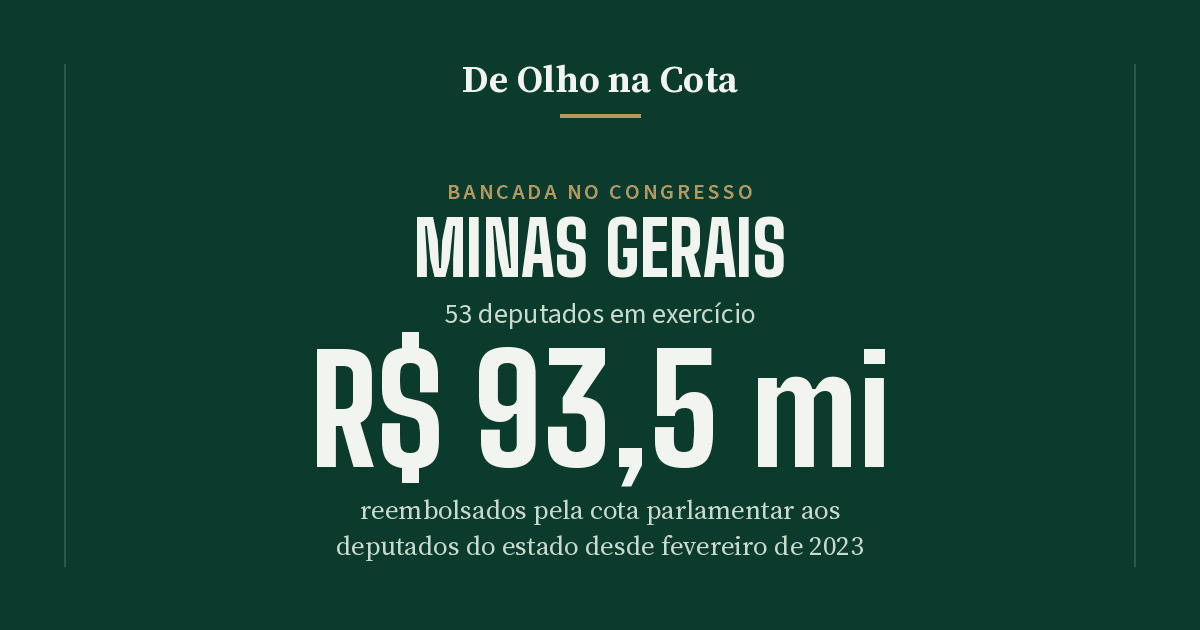 De Olho na Cota
BANCADA NO CONGRESSO
MINAS GERAIS
53 deputados em exercício
R$ 93,5 mi
reembolsados pela cota parlamentar aos
deputados do estado desde fevereiro de 2023